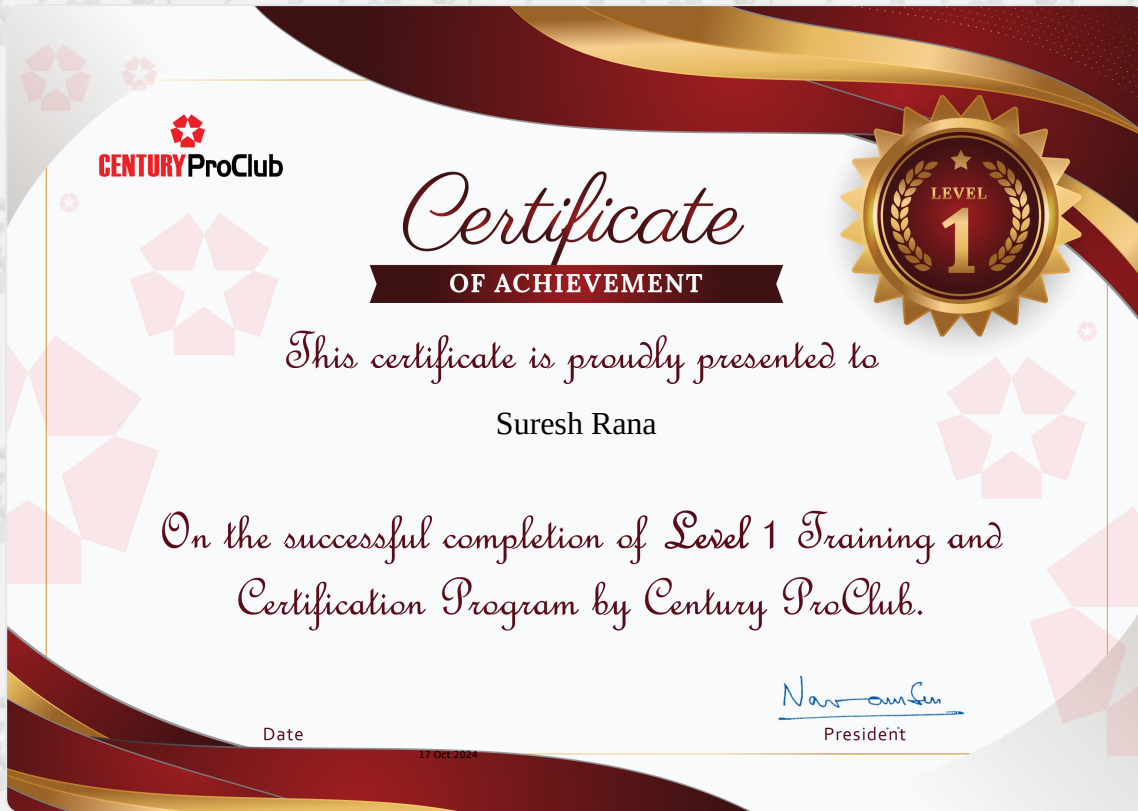 CENTURY ProClub
LEVEL
1
Certificate
OF ACHIEVEMENT
This certificate is proudly presented to
Suresh Rana
On the successful completion of Level 1 Training and
Certification Program by Century ProClub.
Date
President
17 Oct 2024